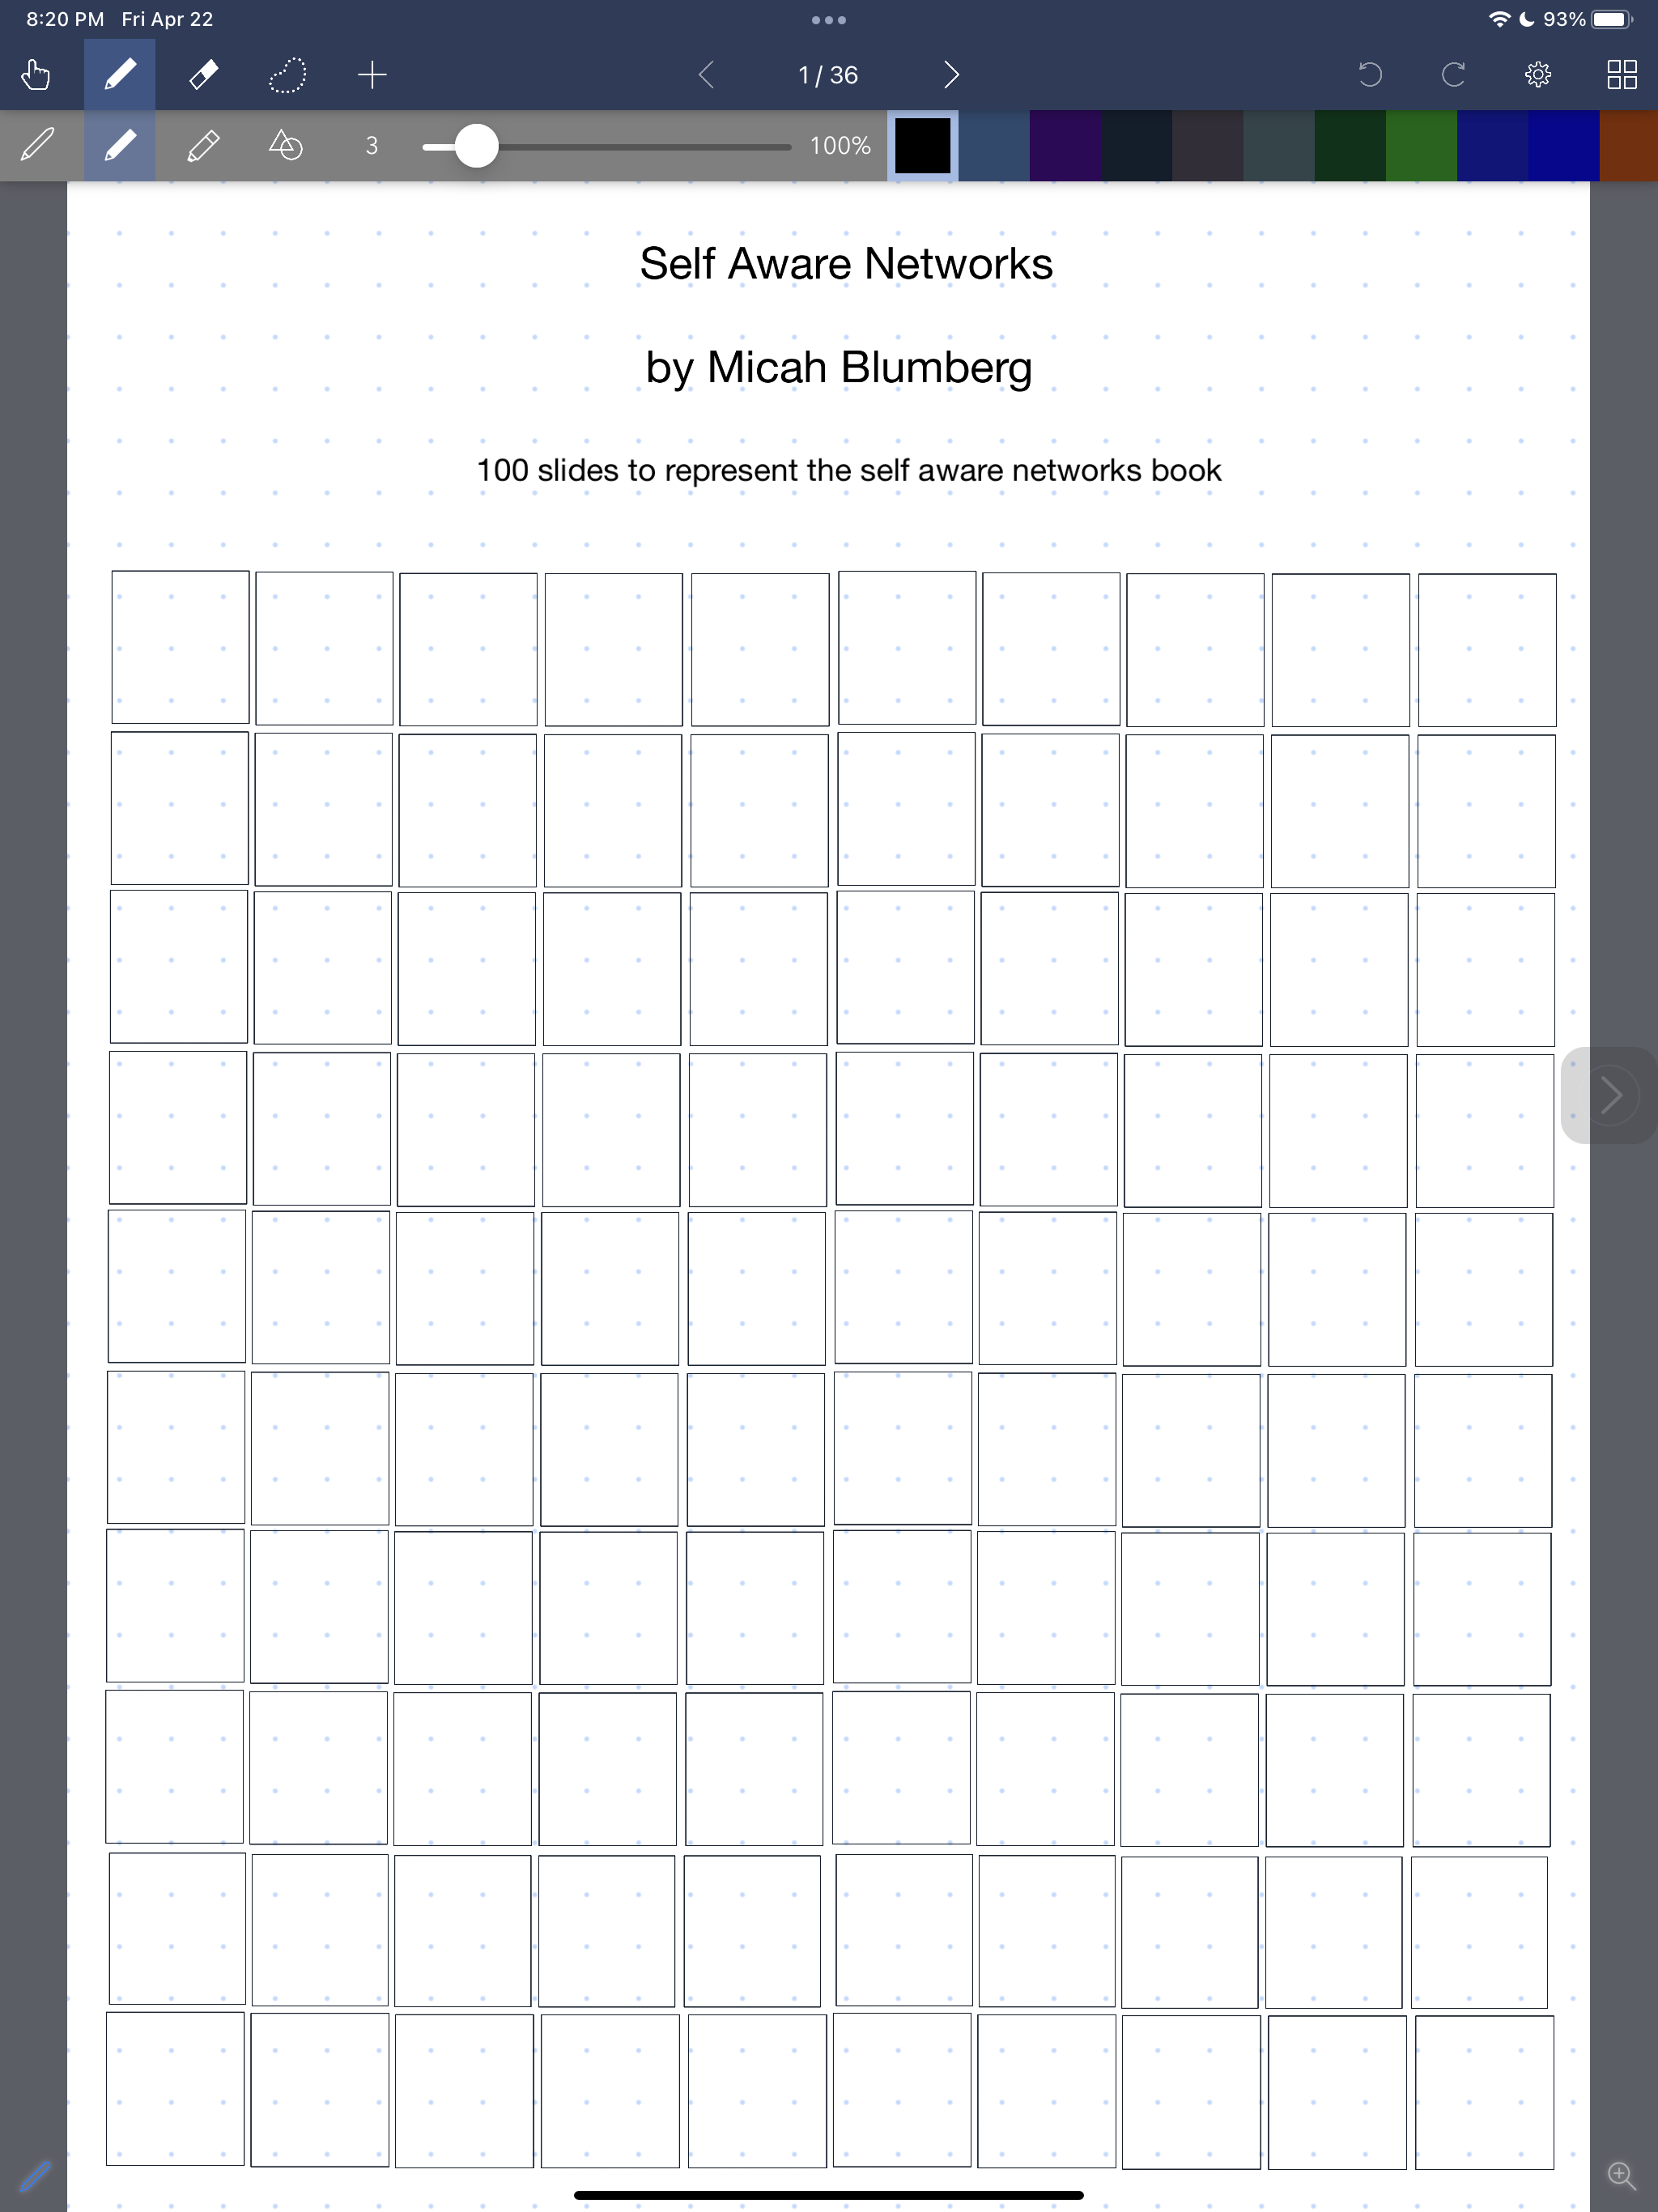 8:20 PM Fri Apr 22
93%
1 / 36
3
100%
Self Aware Networks
by Micah Blumberg
100 slides to represent the self aware networks book